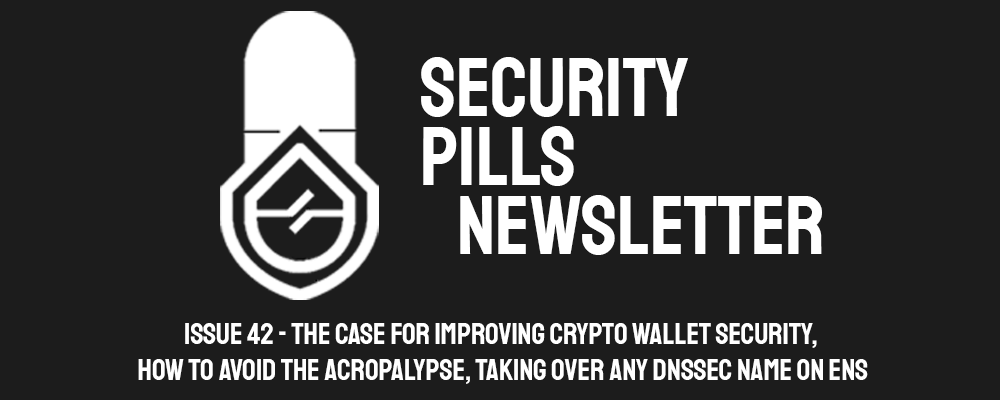 SECURITY
PILLS
NEWSLETTER
ISSUE 42 - THE CASE FOR IMPROVING CRYPTO WALLET SECURITY,
HOW TO AVOID THE ACROPALYPSE, TAKING OVER ANY DNSSEC NAME ON ENS